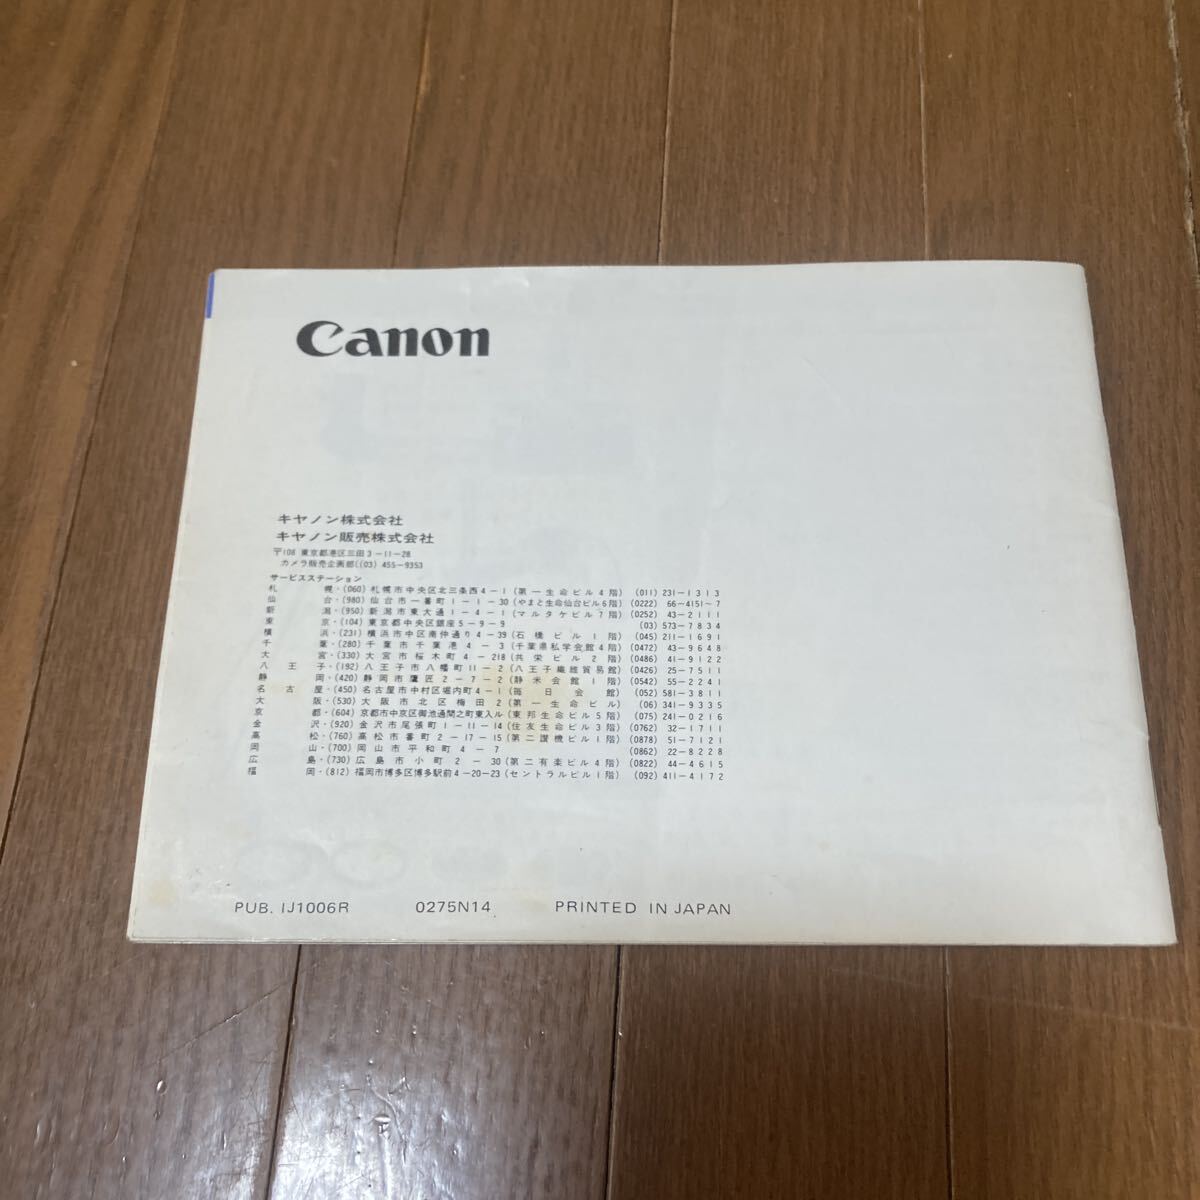 Canon
キヤノン株式会社
キヤノン販売株式会社
〒108 東京都港区三田3-11-28
カメラ販売企画部((03) 455-9353
サービスステーション
札幌・(060)札幌市中央区北三条西4-1(第一生命ビル4階) (011) 231-1313
仙台・(980)仙台市一番町1-1-30(やまと生命仙台ビル6階)(0222) 66-4151~7
新潟・(950)新潟市東大通1-4-1(マルタケビル7階)(0252) 43-2111
東京・(104)東京都中央区銀座5-9-9 (03) 573-7834
横浜・(231)横浜市中区南仲通り4-39(石橋ビル1階)(045) 211-1691
千葉・(280)千葉市千葉港4-3(千葉県私学会館4階)(0472) 43-9648
大宮・(330)大宮市桜木町4-218(共栄ビル2階)(0486) 41-9122
八王子・(192)八王子市八幡町11-2(八王子繊維貿易館)(0426) 25-7511
静岡・(420)静岡市鷹匠2-7-2(静米会館1階)(0542) 55-2241
名古屋・(450)名古屋市中村区堀内町4-1(毎日会館)(052) 581-3811
大阪・(530)大阪市北区梅田2(第一生命ビル)(06) 341-9335
京都・(604)京都市中京区御池通間之町東入ル(東邦生命ビル5階)(075) 241-0216
金沢・(920)金沢市尾張町1-11-14(住友生命ビル3階)(0762) 32-1711
高松・(760)高松市番町2-17-15(第二讃機ビル1階)(0878) 51-7121
岡山・(700)岡山市平和町4-7 (0862) 22-8228
広島・(730)広島市小町2-30(第二有楽ビル4階)(0822) 44-4615
福岡・(812)福岡市博多区博多駅前4-20-23(セントラルビル1階)(092) 411-4172
PUB. IJ1006R 0275N14 PRINTED IN JAPAN